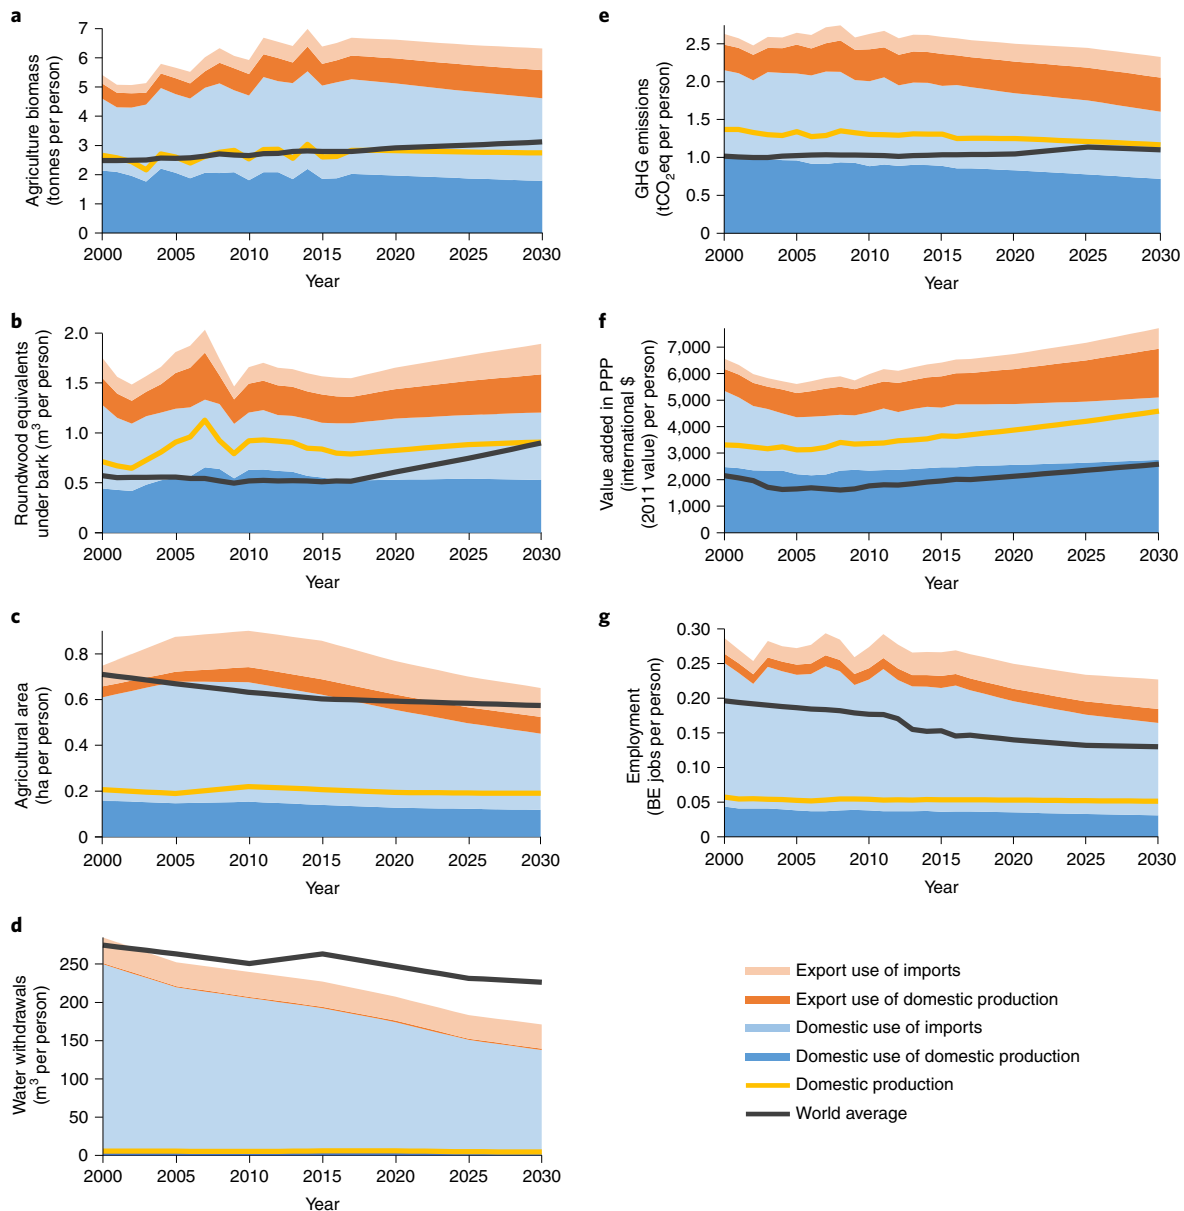 a
Agriculture biomass
(tonnes per person)
7
6
5
4
3
2
1
0
2000 2005 2010 2015 2020 2025 2030
Year
b
Roundwood equivalents
under bark (m³ per person)
2.0
1.5
1.0
0.5
0
2000 2005 2010 2015 2020 2025 2030
Year
c
Agricultural area
(ha per person)
0.8
0.6
0.4
0.2
0
2000 2005 2010 2015 2020 2025 2030
Year
d
Water withdrawals
(m³ per person)
250
200
150
100
50
0
2000 2005 2010 2015 2020 2025 2030
Year
e
GHG emissions
(tCO₂eq per person)
2.5
2.0
1.5
1.0
0.5
0
2000 2005 2010 2015 2020 2025 2030
Year
f
Value added in PPP
(international $
(2011 value) per person)
7,000
6,000
5,000
4,000
3,000
2,000
1,000
0
2000 2005 2010 2015 2020 2025 2030
Year
g
Employment
(BE jobs per person)
0.30
0.25
0.20
0.15
0.10
0.05
0
2000 2005 2010 2015 2020 2025 2030
Year
Export use of imports
Export use of domestic production
Domestic use of imports
Domestic use of domestic production
Domestic production
World average